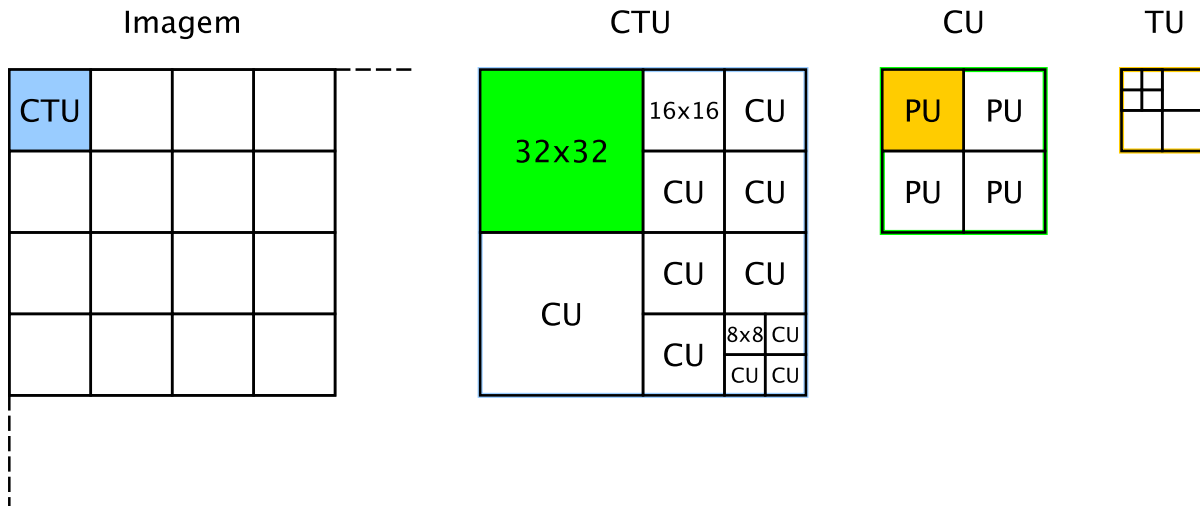 Imagem CTU CU TU
CTU
16x16 CU
PU PU
32x32
CU CU
PU PU
CU CU
CU
8x8 CU
CU
CU CU